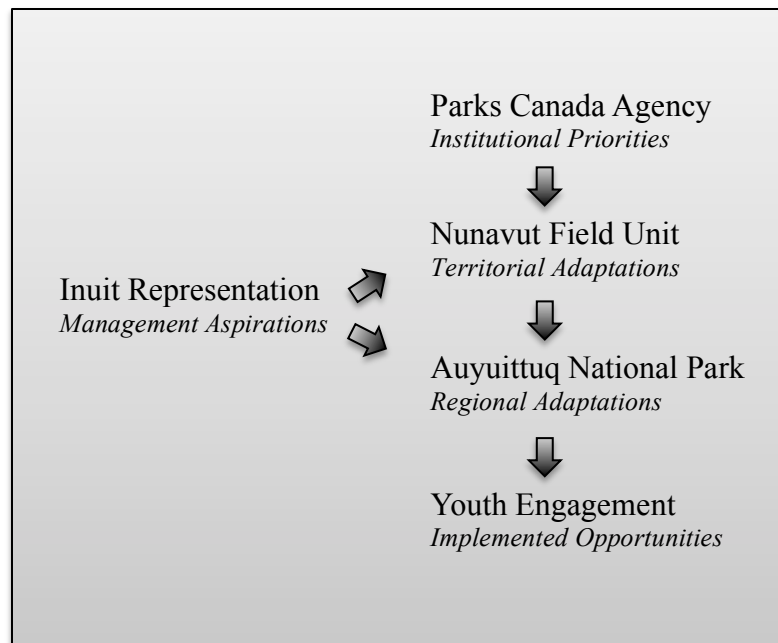 Parks Canada Agency
Institutional Priorities
Nunavut Field Unit
Territorial Adaptations
Inuit Representation
Management Aspirations
Auyuittuq National Park
Regional Adaptations
Youth Engagement
Implemented Opportunities